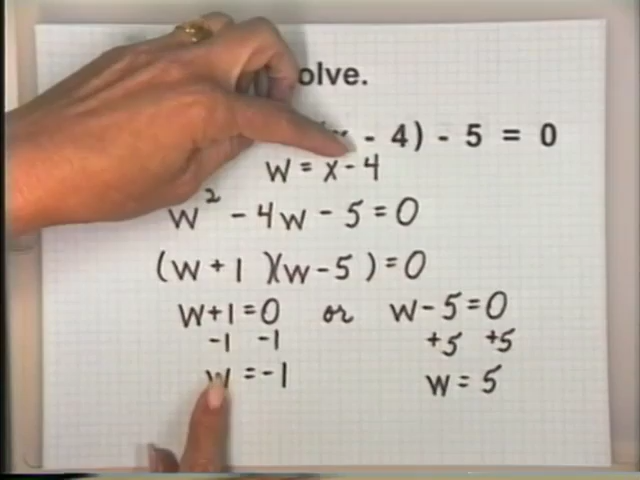 olve.
- 4) - 5 = 0
W = x - 4
W² - 4W - 5 = 0
(W + 1 )(W - 5 ) = 0
W + 1 = 0 or W - 5 = 0
-1 -1 +5 +5
W = -1 W = 5